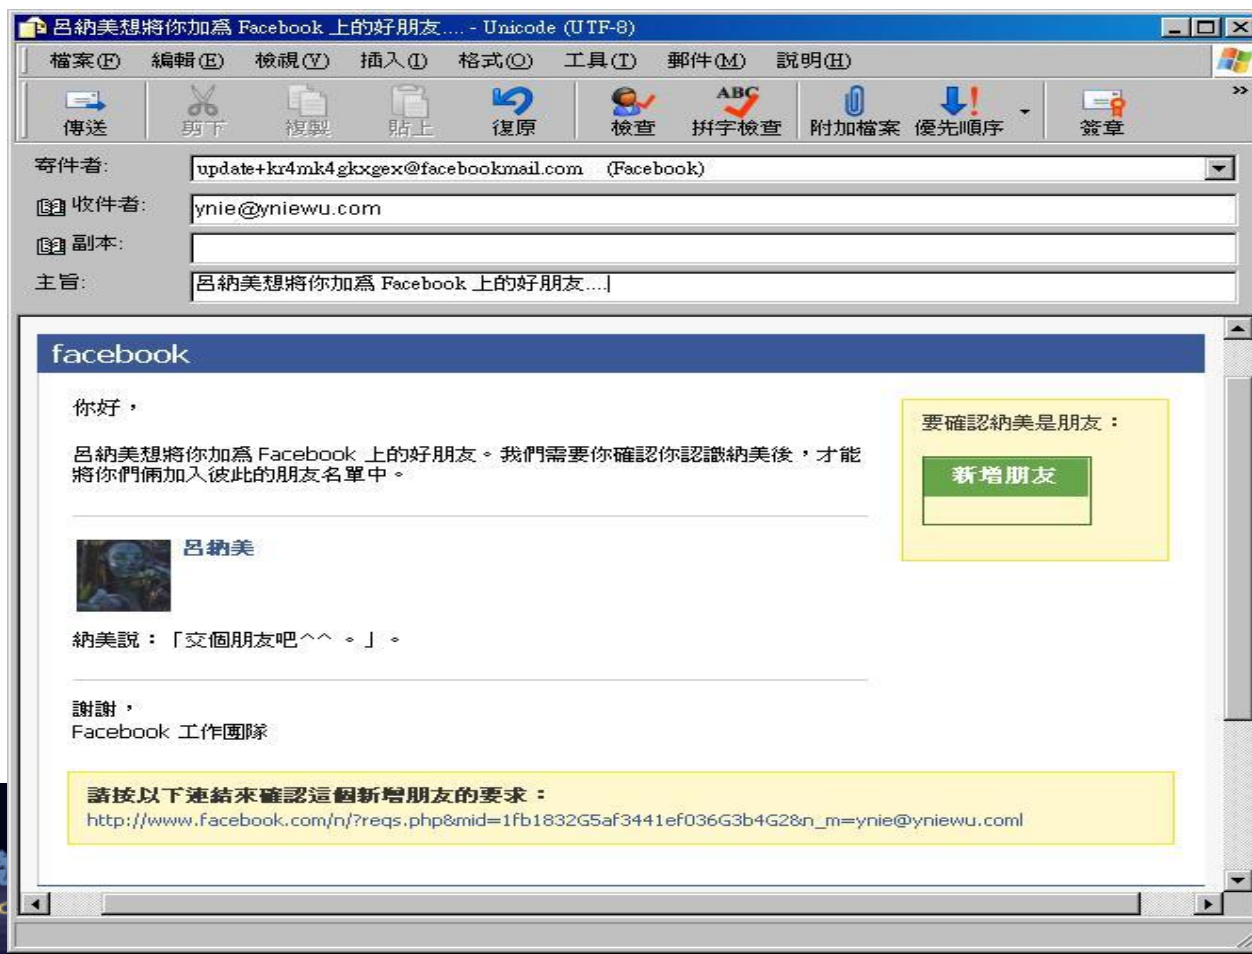 呂納美想將你加為 Facebook 上的好朋友.... - Unicode (UTF-8)
檔案(F) 編輯(E) 檢視(V) 插入(I) 格式(O) 工具(T) 郵件(M) 說明(H)
傳送 剪下 複製 貼上 復原 檢查 ABC 拼字檢查 附加檔案 優先順序 簽章 »
寄件者: update+kr4mk4gkxgex@facebookmail.com (Facebook)
收件者: ynie@yniewu.com
副本:
主旨: 呂納美想將你加為 Facebook 上的好朋友....
facebook
你好，
呂納美想將你加為 Facebook 上的好朋友。我們需要你確認你認識納美後，才能
將你們倆加入彼此的朋友名單中。
要確認納美是朋友：
新增朋友
呂納美
納美說：「交個朋友吧^^ 。」。
謝謝，
Facebook 工作團隊
請按以下連結來確認這個新增朋友的要求：
http://www.facebook.com/n/?reqs.php&mid=1fb1832G5af3441ef036G3b4G2&n_m=ynie@yniewu.coml